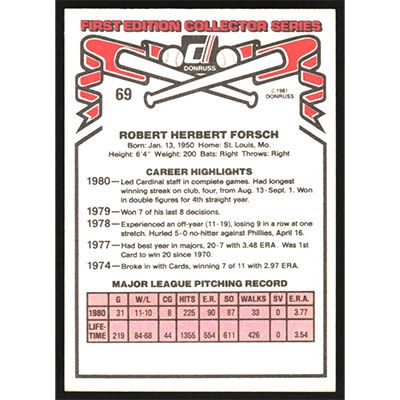 FIRST EDITION COLLECTOR SERIES
DONRUSS
69
© 1981
DONRUSS
ROBERT HERBERT FORSCH
Born: Jan. 13, 1950 Home: St. Louis, Mo.
Height: 6'4" Weight: 200 Bats: Right Throws: Right
CAREER HIGHLIGHTS
1980—Led Cardinal staff in complete games. Had longest
winning streak on club, four, from Aug. 13 - Sept. 1. Won
in double figures for 4th straight year.
1979—Won 7 of his last 8 decisions.
1978—Experienced an off-year (11-19), losing 9 in a row at one
stretch. Hurled 5-0 no-hitter against Phillies, April 16.
1977—Had best year in majors, 20-7 with 3.48 ERA. Was 1st
Card to win 20 since 1970.
1974—Broke in with Cards, winning 7 of 11 with 2.97 ERA.
MAJOR LEAGUE PITCHING RECORD
G W/L CG HITS E.R. SO WALKS SV E.R.A.
1980 31 11-10 8 225 90 87 33 0 3.77
LIFE-
TIME 219 84-68 44 1355 554 611 426 0 3.54